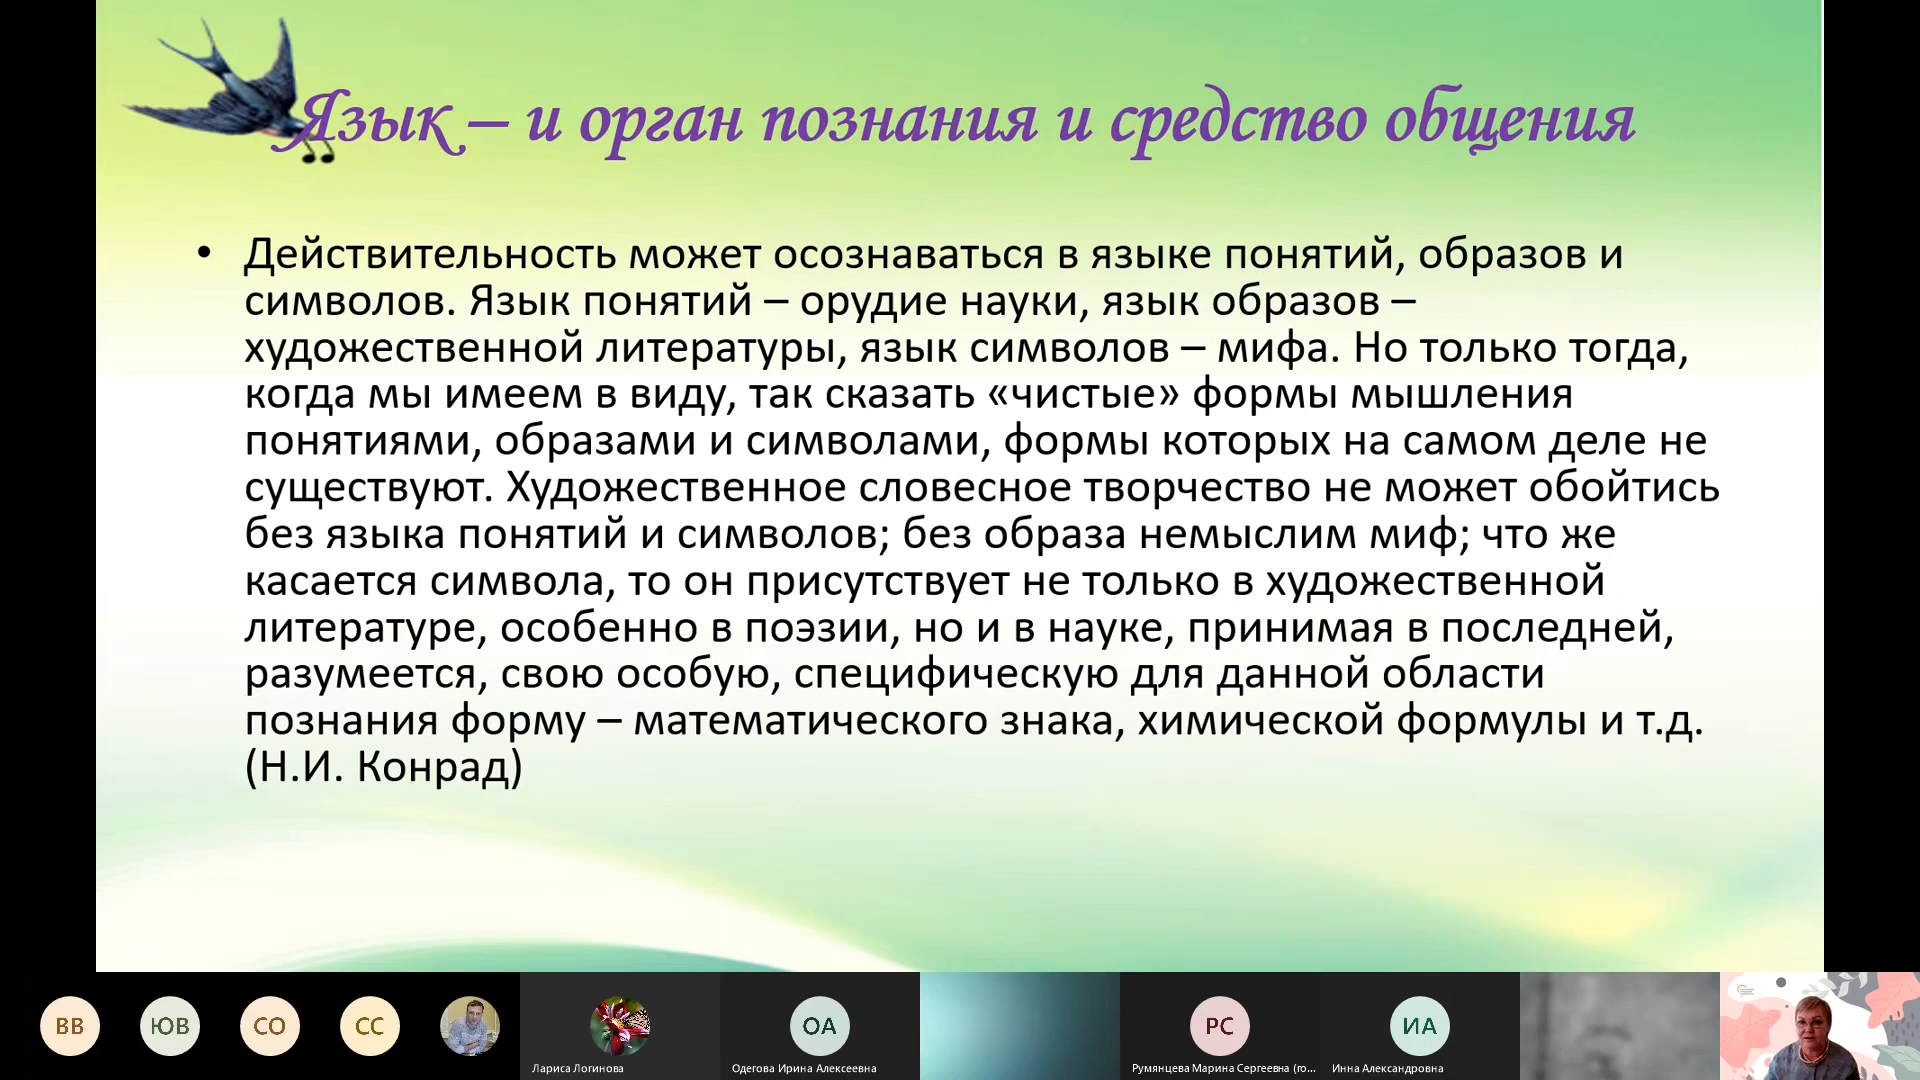 Язык – и орган познания и средство общения
• Действительность может осознаваться в языке понятий, образов и
символов. Язык понятий – орудие науки, язык образов –
художественной литературы, язык символов – мифа. Но только тогда,
когда мы имеем в виду, так сказать «чистые» формы мышления
понятиями, образами и символами, формы которых на самом деле не
существуют. Художественное словесное творчество не может обойтись
без языка понятий и символов; без образа немыслим миф; что же
касается символа, то он присутствует не только в художественной
литературе, особенно в поэзии, но и в науке, принимая в последней,
разумеется, свою особую, специфическую для данной области
познания форму – математического знака, химической формулы и т.д.
(Н.И. Конрад)
ВВ
ЮВ
СО
СС
Лариса Логинова
ОА
Одегова Ирина Алексеевна
РС
Румянцева Марина Сергеевна (го...
ИА
Инна Александровна